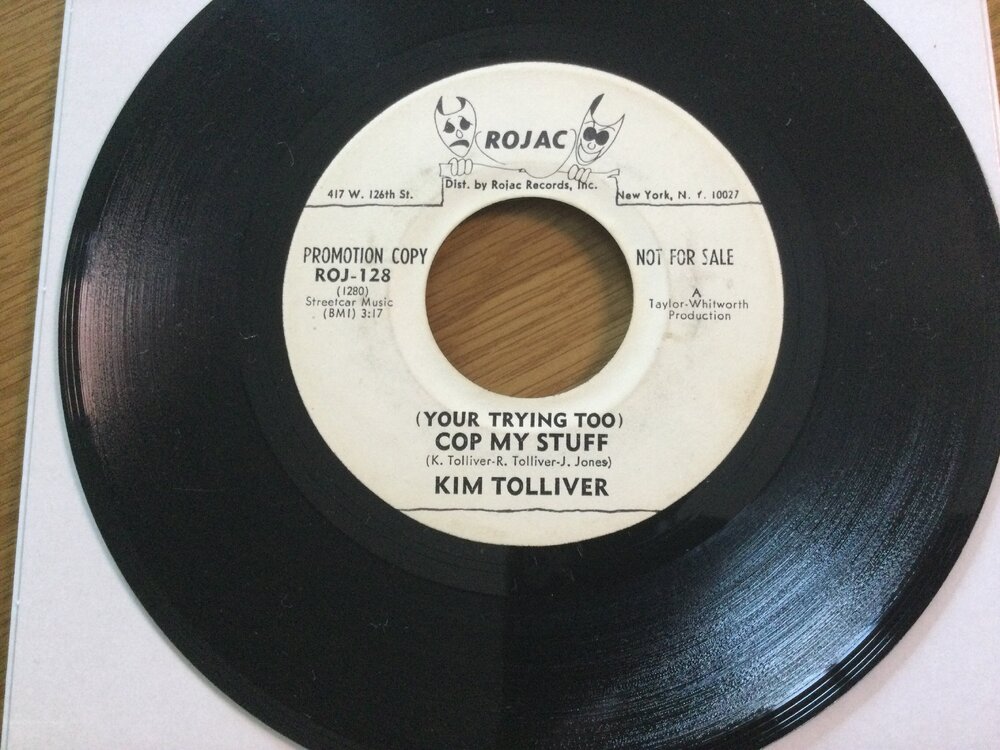 ROJAC
Dist. by Rojac Records, Inc.
417 W. 126th St.
New York, N. Y. 10027
PROMOTION COPY
NOT FOR SALE
ROJ-128
(1280)
Streetcar Music
(BMI) 3:17
A
Taylor-Whitworth
Production
(YOUR TRYING TOO)
COP MY STUFF
(K. Tolliver-R. Tolliver-J. Jones)
KIM TOLLIVER